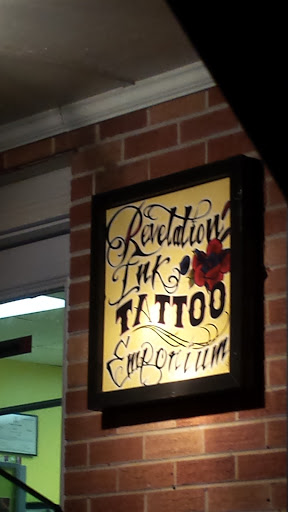 Revelation
Ink
TATTOO
Emporium